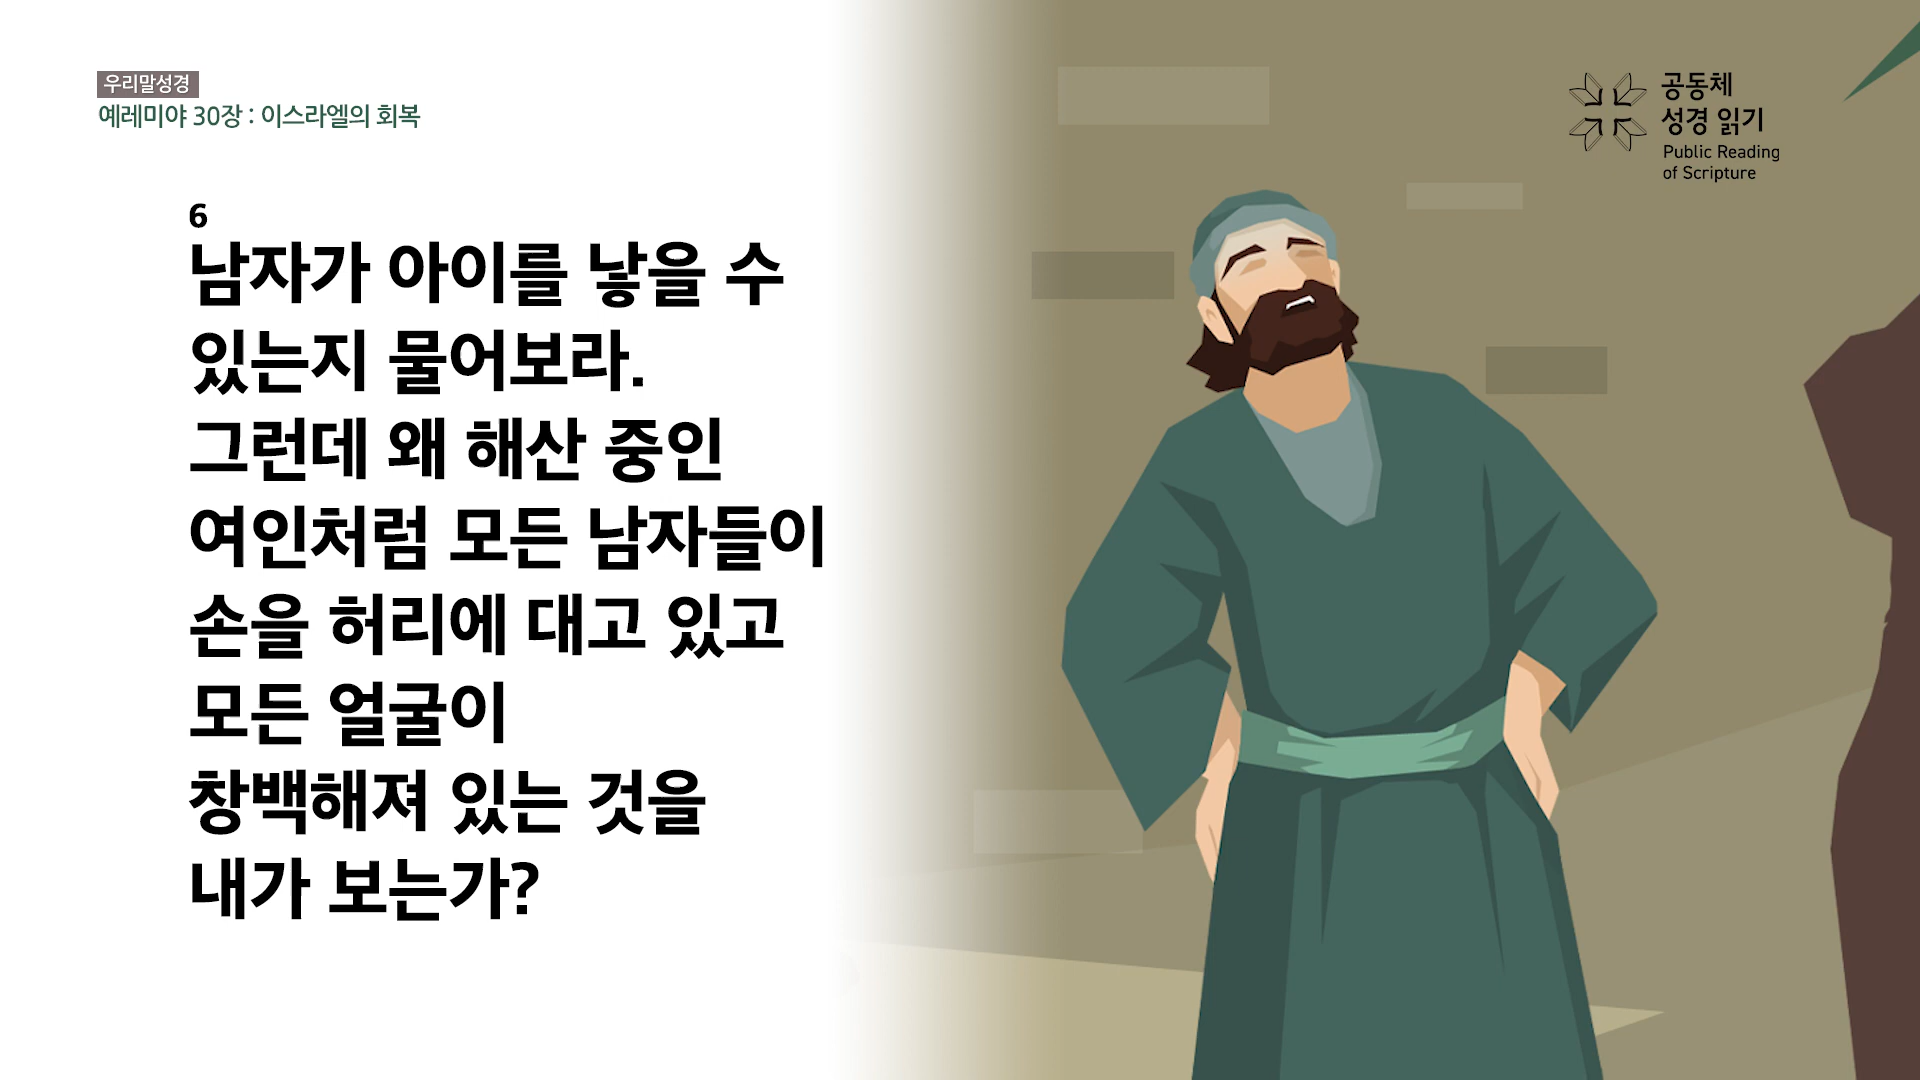 우리말성경
예레미야 30장 : 이스라엘의 회복
공동체
성경 읽기
Public Reading
of Scripture
6
남자가 아이를 낳을 수
있는지 물어보라.
그런데 왜 해산 중인
여인처럼 모든 남자들이
손을 허리에 대고 있고
모든 얼굴이
창백해져 있는 것을
내가 보는가?